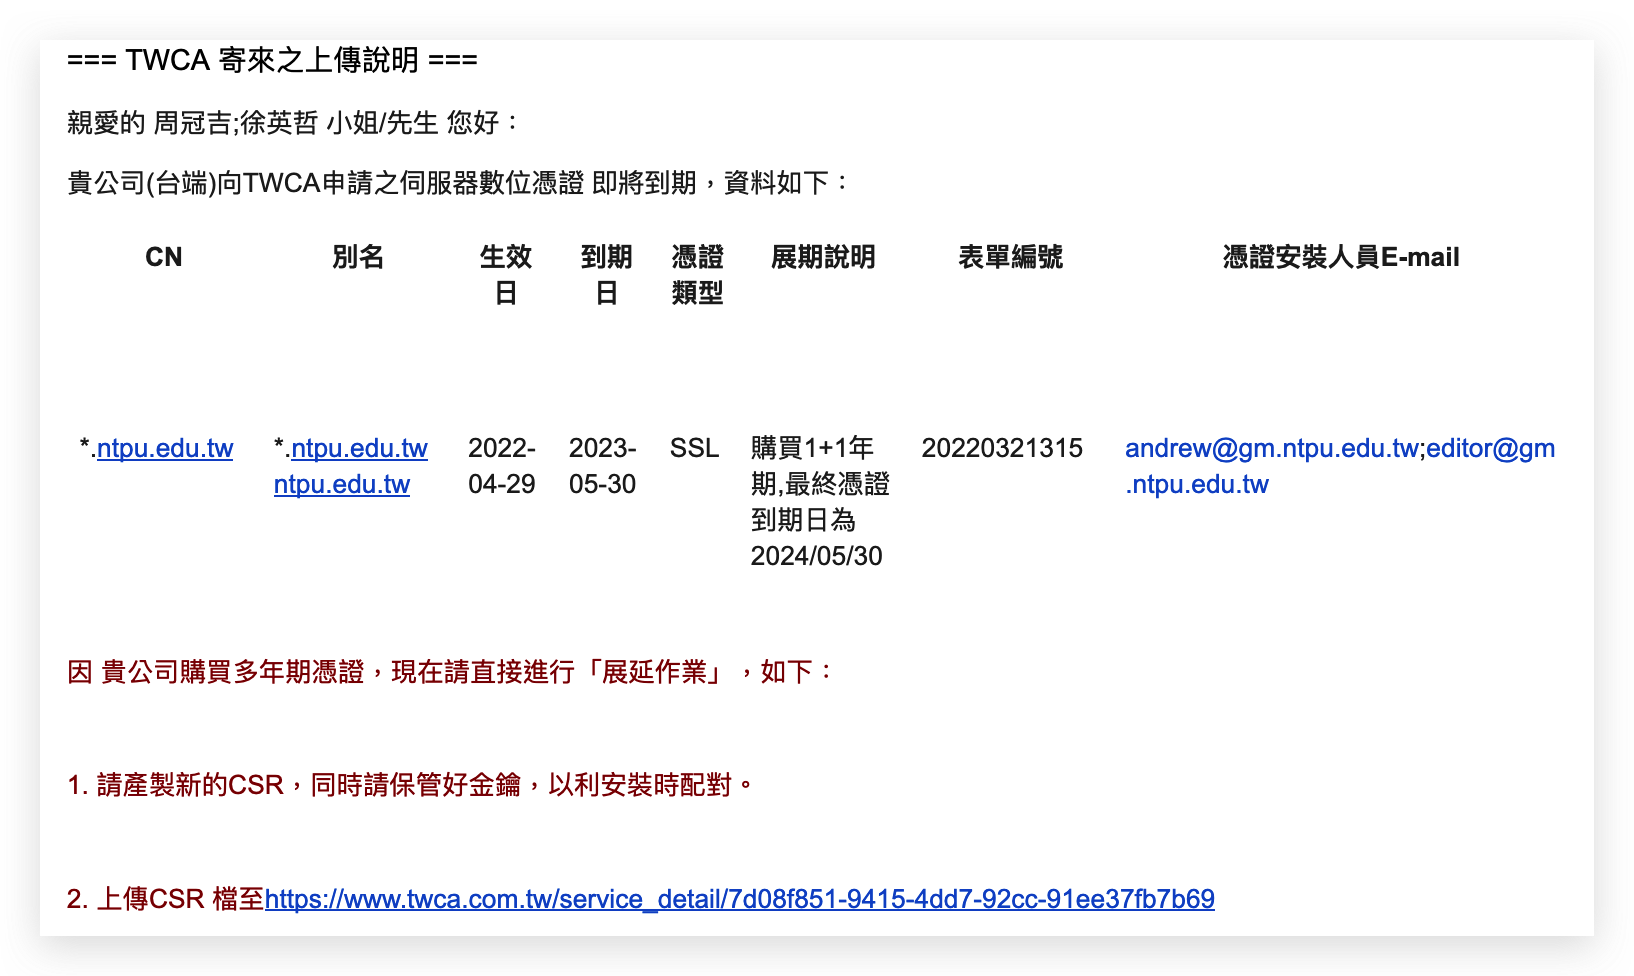 === TWCA 寄來之上傳說明 ===
親愛的 周冠吉;徐英哲 小姐/先生 您好：
貴公司(台端)向TWCA申請之伺服器數位憑證 即將到期，資料如下：
CN 別名 生效日 到期日 憑證類型 展期說明 表單編號 憑證安裝人員E-mail
*.ntpu.edu.tw
*.ntpu.edu.tw
ntpu.edu.tw
2022-
04-29
2023-
05-30
SSL
購買1+1年
期,最終憑證
到期日為
2024/05/30
20220321315
andrew@gm.ntpu.edu.tw;editor@gm
.ntpu.edu.tw
因 貴公司購買多年期憑證，現在請直接進行「展延作業」，如下：
1. 請產製新的CSR，同時請保管好金鑰，以利安裝時配對。
2. 上傳CSR 檔至https://www.twca.com.tw/service_detail/7d08f851-9415-4dd7-92cc-91ee37fb7b69